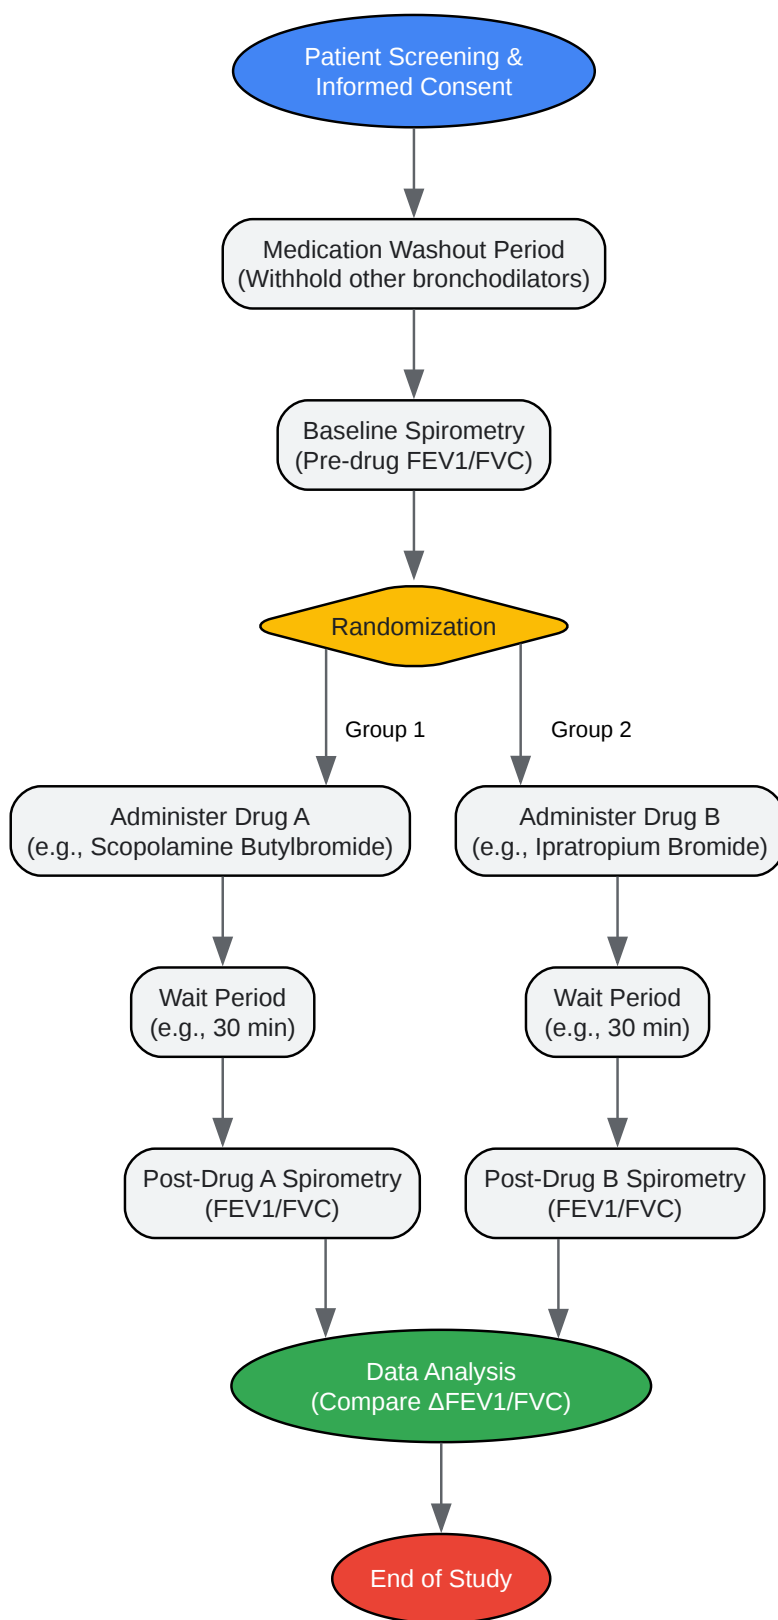 Patient Screening &
Informed Consent
Medication Washout Period
(Withhold other bronchodilators)
Baseline Spirometry
(Pre-drug FEV1/FVC)
Randomization
Group 1
Group 2
Administer Drug A
(e.g., Scopolamine Butylbromide)
Administer Drug B
(e.g., Ipratropium Bromide)
Wait Period
(e.g., 30 min)
Wait Period
(e.g., 30 min)
Post-Drug A Spirometry
(FEV1/FVC)
Post-Drug B Spirometry
(FEV1/FVC)
Data Analysis
(Compare ΔFEV1/FVC)
End of Study